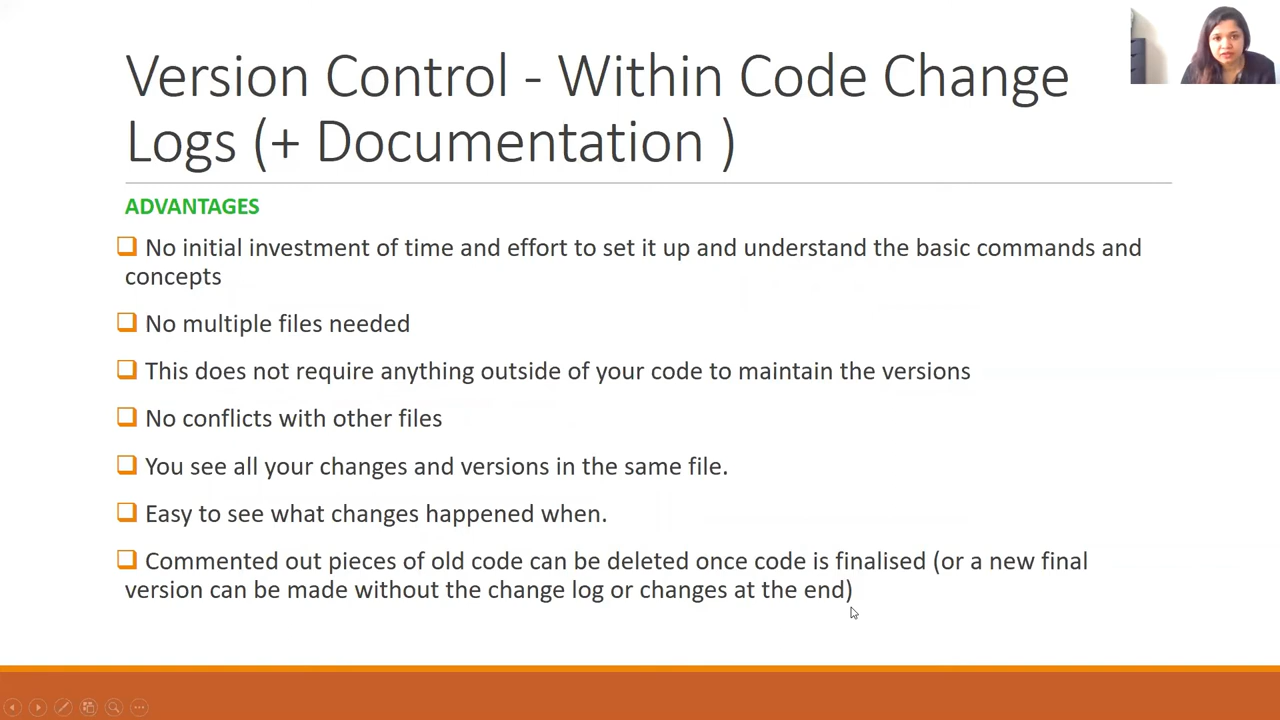 Version Control - Within Code Change
Logs (+ Documentation )
ADVANTAGES
No initial investment of time and effort to set it up and understand the basic commands and
concepts
No multiple files needed
This does not require anything outside of your code to maintain the versions
No conflicts with other files
You see all your changes and versions in the same file.
Easy to see what changes happened when.
Commented out pieces of old code can be deleted once code is finalised (or a new final
version can be made without the change log or changes at the end)